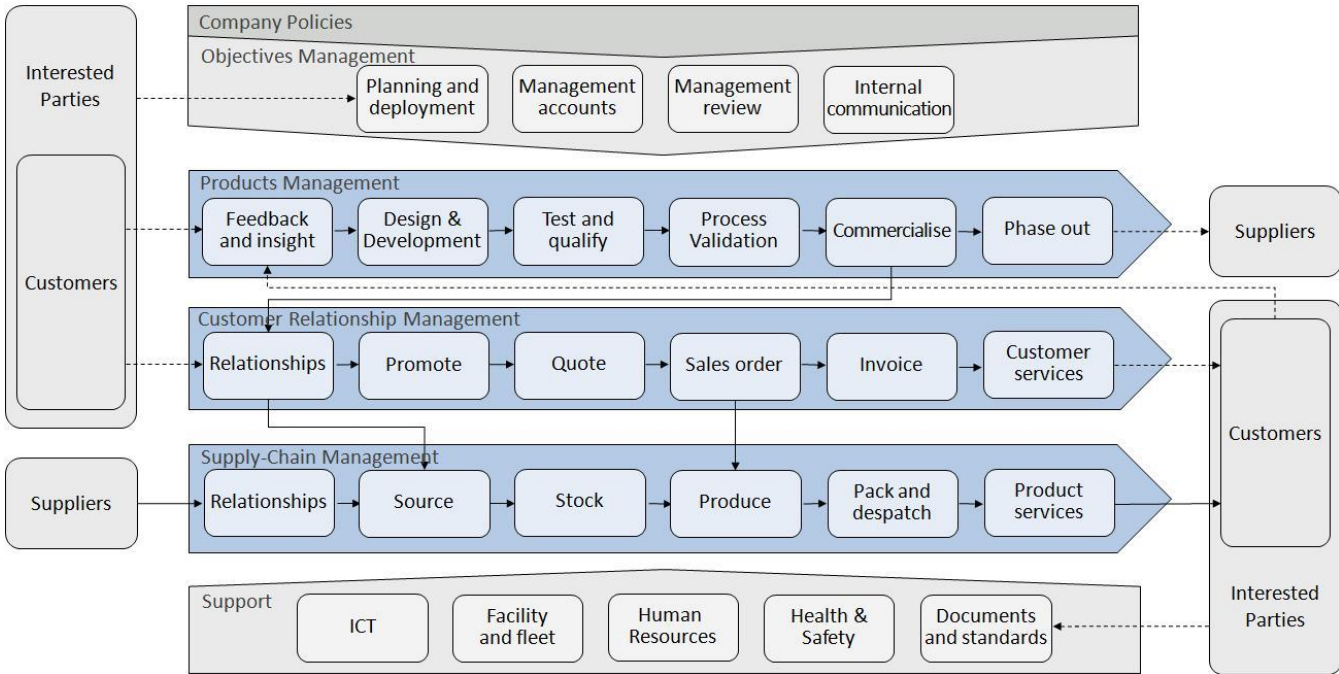 Company Policies
Objectives Management
Interested
Parties
Planning and
deployment
Management
accounts
Management
review
Internal
communication
Customers
Products Management
Feedback
and insight
Design &
Development
Test and
qualify
Process
Validation
Commercialise
Phase out
Suppliers
Customer Relationship Management
Relationships
Promote
Quote
Sales order
Invoice
Customer
services
Customers
Suppliers
Supply-Chain Management
Relationships
Source
Stock
Produce
Pack and
despatch
Product
services
Interested
Parties
Support
ICT
Facility
and fleet
Human
Resources
Health &
Safety
Documents
and standards